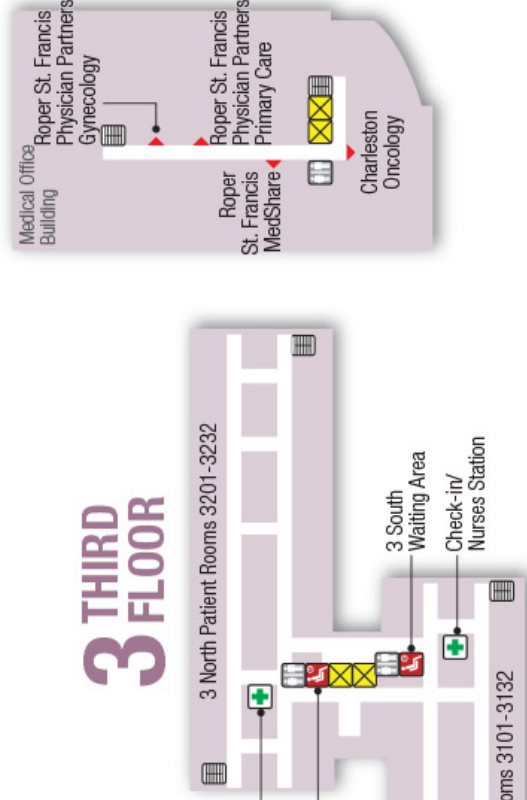 Medical Office
Building
Roper St. Francis
Physician Partners
Gynecology
Roper St. Francis
Physician Partners
Primary Care
Roper
St. Francis
MedShare
Charleston
Oncology
3 THIRD
FLOOR
3 North Patient Rooms 3201-3232
3 South
Waiting Area
Check-in/
Nurses Station
3101-3132